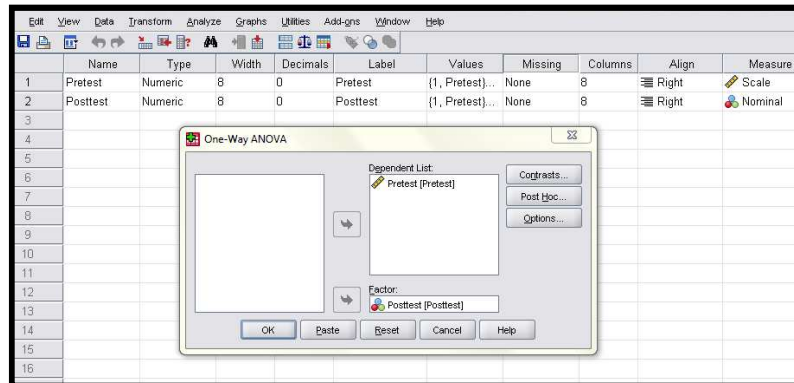 Edit View Data Transform Analyze Graphs Utilities Add-ons Window Help
Name Type Width Decimals Label Values Missing Columns Align Measure
1 Pretest Numeric 8 0 Pretest {1, Pretest}... None 8 Right Scale
2 Posttest Numeric 8 0 Posttest {1, Pretest}... None 8 Right Nominal
3
4
5
6
7
8
9
10
11
12
13
14
15
16
One-Way ANOVA
Dependent List:
Pretest [Pretest]
Contrasts...
Post Hoc...
Options...
Factor:
Posttest [Posttest]
OK Paste Reset Cancel Help